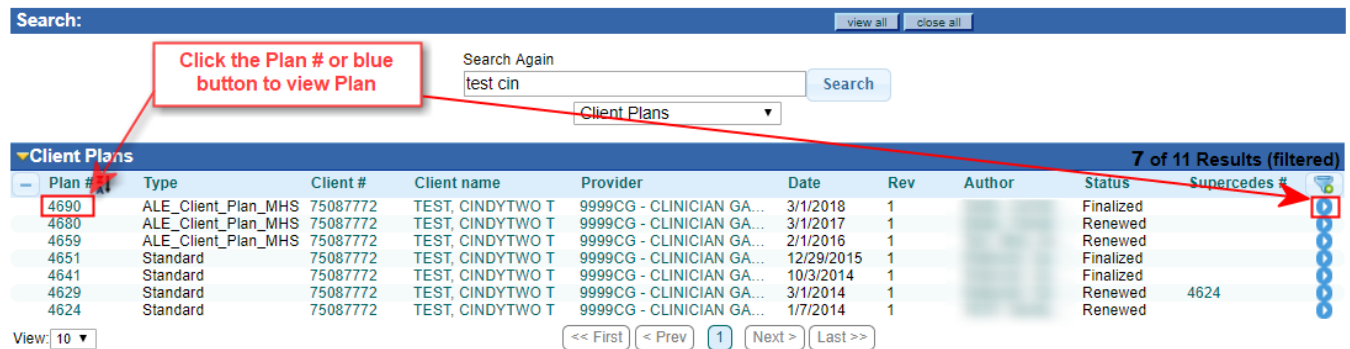 Search: view all close all
Click the Plan # or blue button to view Plan
Search Again
test cin Search
Client Plans
Client Plans 7 of 11 Results (filtered)
Plan # Type Client # Client name Provider Date Rev Author Status Supercedes #
4690 ALE_Client_Plan_MHS 75087772 TEST, CINDYTWO T 9999CG - CLINICIAN GA... 3/1/2018 1 Finalized
4680 ALE_Client_Plan_MHS 75087772 TEST, CINDYTWO T 9999CG - CLINICIAN GA... 3/1/2017 1 Renewed
4659 ALE_Client_Plan_MHS 75087772 TEST, CINDYTWO T 9999CG - CLINICIAN GA... 2/1/2016 1 Renewed
4651 Standard 75087772 TEST, CINDYTWO T 9999CG - CLINICIAN GA... 12/29/2015 1 Finalized
4641 Standard 75087772 TEST, CINDYTWO T 9999CG - CLINICIAN GA... 10/3/2014 1 Finalized
4629 Standard 75087772 TEST, CINDYTWO T 9999CG - CLINICIAN GA... 3/1/2014 1 Renewed 4624
4624 Standard 75087772 TEST, CINDYTWO T 9999CG - CLINICIAN GA... 1/7/2014 1 Renewed
View: 10 << First < Prev 1 Next > Last >>